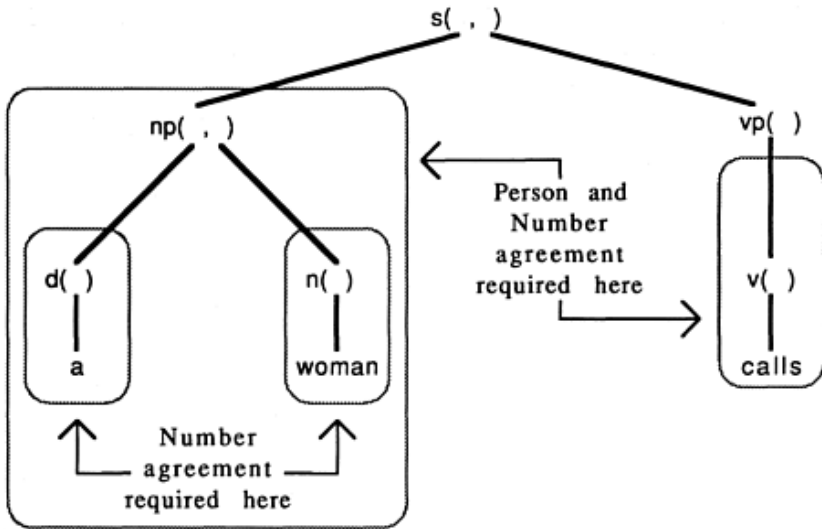 s( , )
np( , )
vp( )
Person and
Number
agreement
required here
d( )
n( )
v( )
a
woman
calls
Number
agreement
required here